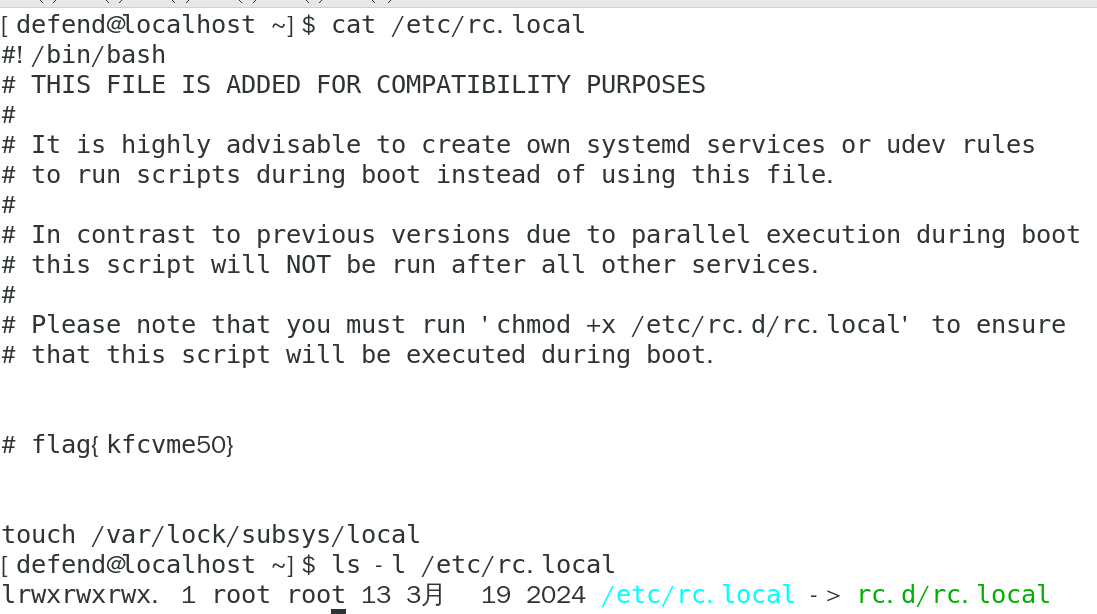 [defend@localhost ~]$ cat /etc/rc.local
#!/bin/bash
# THIS FILE IS ADDED FOR COMPATIBILITY PURPOSES
#
# It is highly advisable to create own systemd services or udev rules
# to run scripts during boot instead of using this file.
#
# In contrast to previous versions due to parallel execution during boot
# this script will NOT be run after all other services.
#
# Please note that you must run 'chmod +x /etc/rc.d/rc.local' to ensure
# that this script will be executed during boot.
# flag{kfcvme50}
touch /var/lock/subsys/local
[defend@localhost ~]$ ls -l /etc/rc.local
lrwxrwxrwx. 1 root root 13 3月 19 2024 /etc/rc.local -> rc.d/rc.local